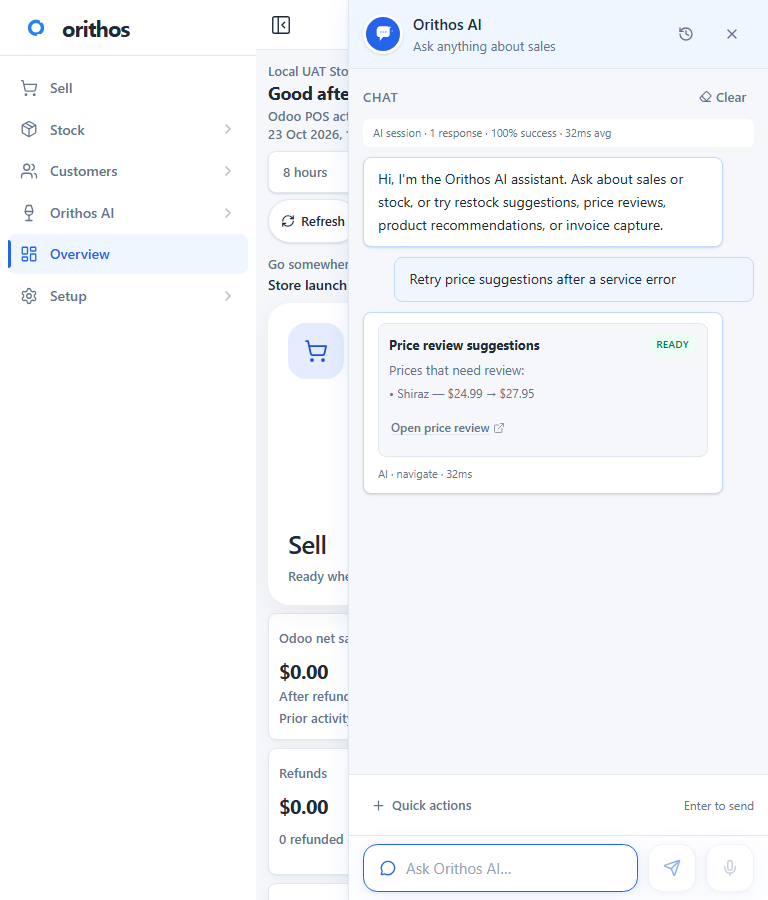 orithos
Sell
Stock
Customers
Orithos AI
Overview
Setup
Local UAT Sto
Good afte
Odoo POS act
23 Oct 2026,
8 hours
Refresh
Go somewher
Store launch
Sell
Ready whe
Odoo net sa
$0.00
After refund
Prior activity
Refunds
$0.00
0 refunded
Orithos AI
Ask anything about sales
CHAT
Clear
AI session · 1 response · 100% success · 32ms avg
Hi, I'm the Orithos AI assistant. Ask about sales or
stock, or try restock suggestions, price reviews,
product recommendations, or invoice capture.
Retry price suggestions after a service error
Price review suggestions
READY
Prices that need review:
• Shiraz — $24.99 → $27.95
Open price review
AI · navigate · 32ms
Quick actions
Enter to send
Ask Orithos AI...